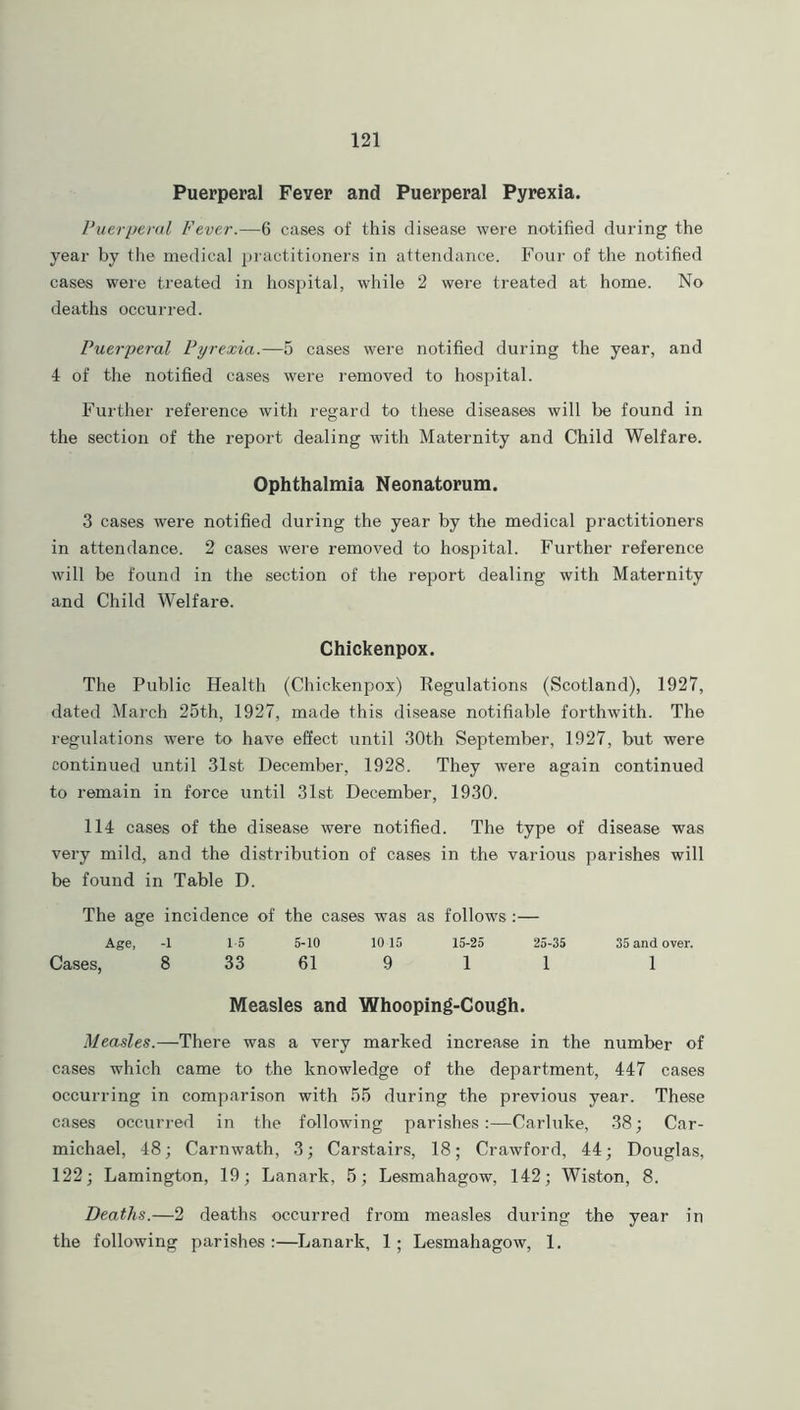 121
Puerperal Fever and Puerperal Pyrexia.
Puerperal Fever.—6 cases of this disease were notified during the
year by the medical practitioners in attendance. Four of the notified
cases were treated in hospital, while 2 were treated at home. No
deaths occurred.
Puerperal Pyrexia.—5 cases were notified during the year, and
4 of the notified cases were removed to hospital.
Further reference with regard to these diseases will be found in
the section of the report dealing with Maternity and Child Welfare.
Ophthalmia Neonatorum.
3 cases were notified during the year by the medical practitioners
in attendance. 2 cases were removed to hospital. Further reference
will be found in the section of the report dealing with Maternity
and Child Welfare.
Chickenpox.
The Public Health (Chickenpox) Regulations (Scotland), 1927,
dated March 25th, 1927, made this disease notifiable forthwith. The
regulations were to have effect until 30th September, 1927, but were
continued until 31st December, 1928. They were again continued
to remain in force until 31st December, 1930.
114 cases of the disease were notified. The type of disease was
very mild, and the distribution of cases in the various parishes will
be found in Table D.
The age incidence of the cases was as follows :—
Age, -1 1-5 5-10 10 15 15-25 25-35 35 and over.
Cases, 8 33 61 9 1 1 1
Measles and Whooping-Cough.
Measles.—There was a very marked increase in the number of
cases which came to the knowledge of the department, 447 cases
occurring in comparison with 55 during the previous year. These
cases occurred in the following parishes :—Carluke, 38; Car-
michael, 48; Carnwath, 3; Carstairs, 18; Crawford, 44; Douglas,
122; Lamington, 19; Lanark, 5; Lesmahagow, 142; Wiston, 8.
Deaths.—2 deaths occurred from measles during the year in
the following parishes :—Lanark, 1; Lesmahagow, 1.